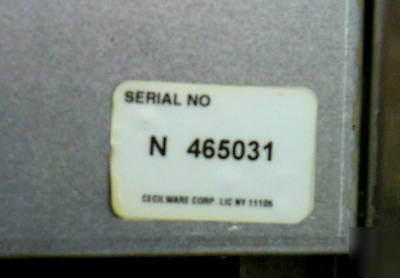 SERIAL NO
N 465031
CECILWARE CORP. LIC NY 11106